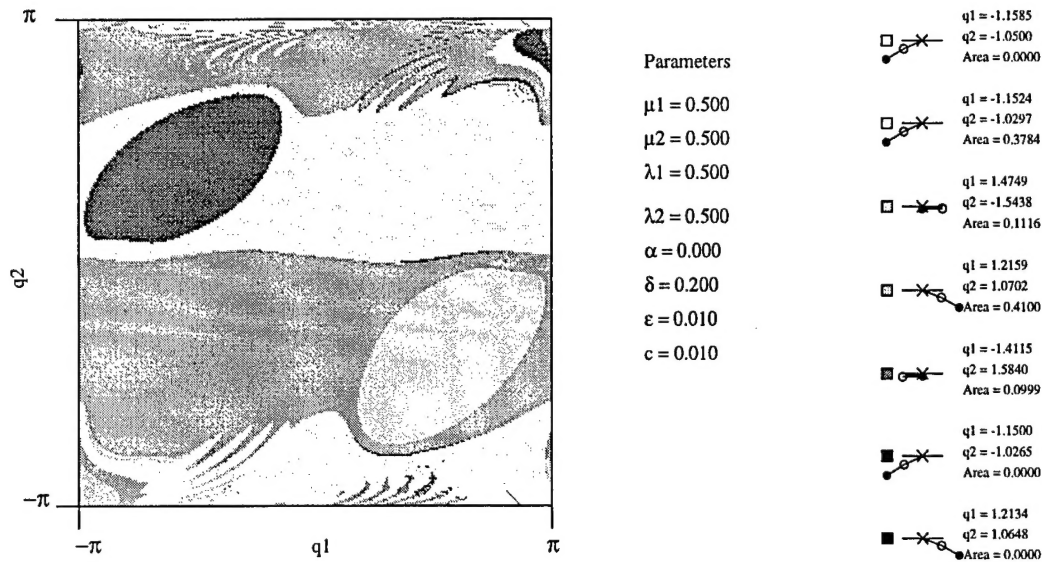 π
q2
−π
−π
q1
π
Parameters
μ1 = 0.500
μ2 = 0.500
λ1 = 0.500
λ2 = 0.500
α = 0.000
δ = 0.200
ε = 0.010
c = 0.010
q1 = -1.1585
q2 = -1.0500
Area = 0.0000
q1 = -1.1524
q2 = -1.0297
Area = 0.3784
q1 = 1.4749
q2 = -1.5438
Area = 0.1116
q1 = 1.2159
q2 = 1.0702
Area = 0.4100
q1 = -1.4115
q2 = 1.5840
Area = 0.0999
q1 = -1.1500
q2 = -1.0265
Area = 0.0000
q1 = 1.2134
q2 = 1.0648
Area = 0.0000